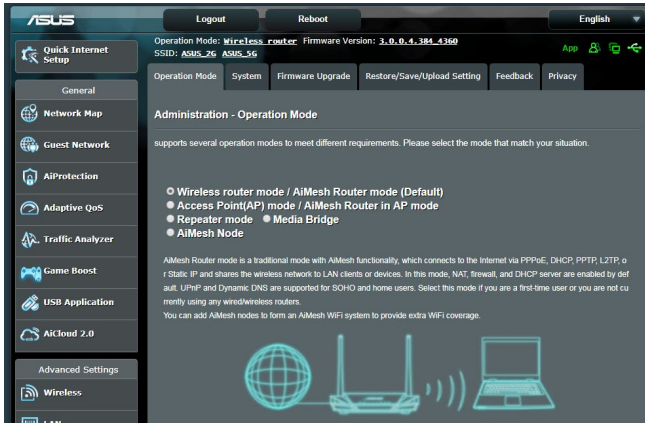 ASUS
Logout
Reboot
English
Quick Internet
Setup
Operation Mode: Wireless router Firmware Version: 3.0.0.4.384_4360
SSID: ASUS_2G ASUS_5G
App
Operation Mode
System
Firmware Upgrade
Restore/Save/Upload Setting
Feedback
Privacy
General
Network Map
Guest Network
AiProtection
Adaptive QoS
Traffic Analyzer
Game Boost
USB Application
AiCloud 2.0
Advanced Settings
Wireless
LAN
Administration - Operation Mode
supports several operation modes to meet different requirements. Please select the mode that match your situation.
Wireless router mode / AiMesh Router mode (Default)
Access Point(AP) mode / AiMesh Router in AP mode
Repeater mode Media Bridge
AiMesh Node
AiMesh Router mode is a traditional mode with AiMesh functionality, which connects to the Internet via PPPoE, DHCP, PPTP, L2TP, o
r Static IP and shares the wireless network to LAN clients or devices. In this mode, NAT, firewall, and DHCP server are enabled by def
ault. UPnP and Dynamic DNS are supported for SOHO and home users. Select this mode if you are a first-time user or you are not cu
rrently using any wired/wireless routers.
You can add AiMesh nodes to form an AiMesh WiFi system to provide extra WiFi coverage.